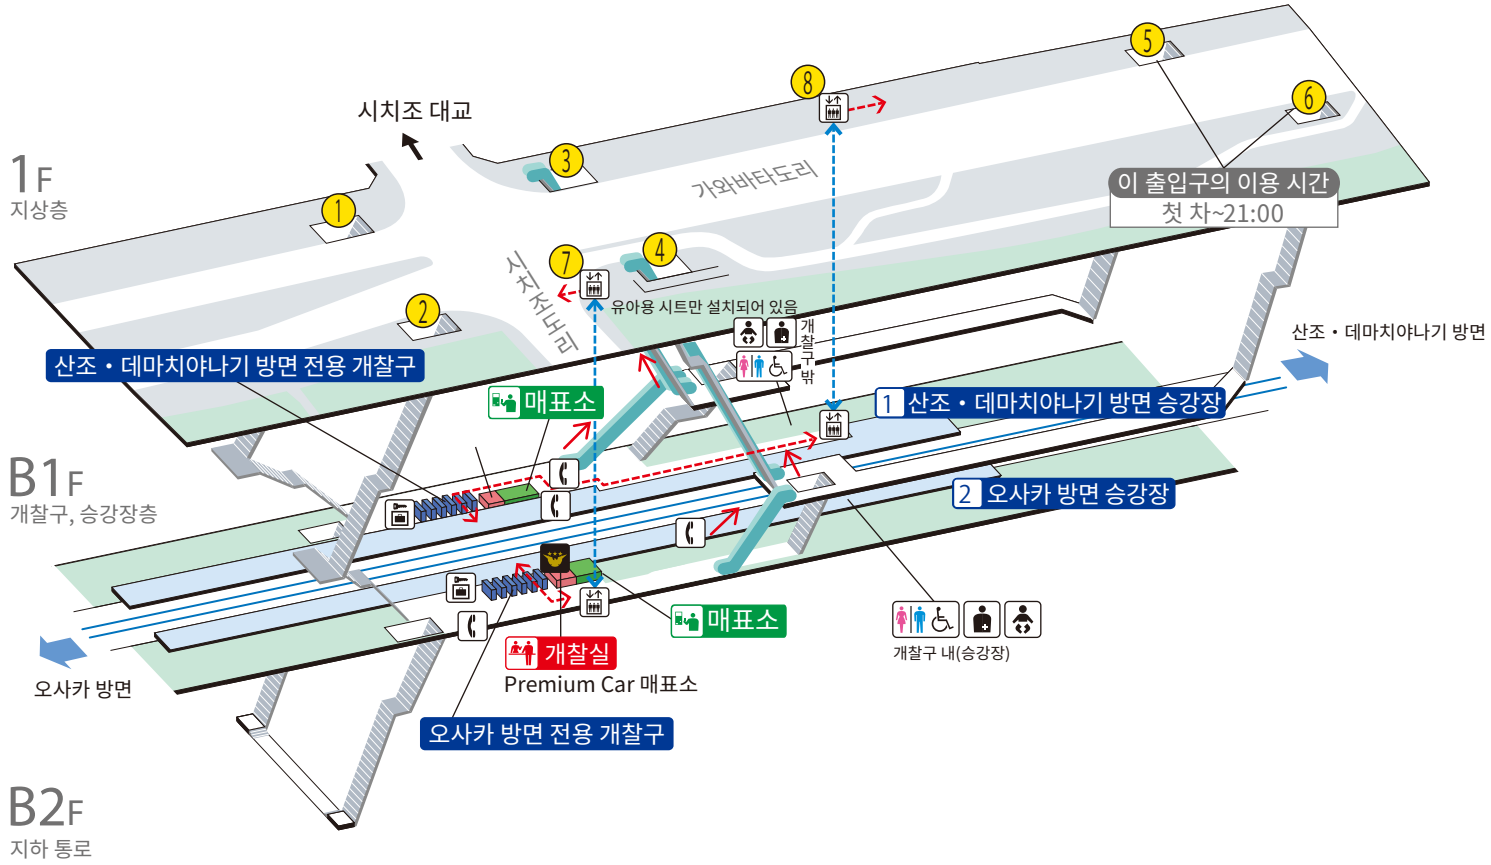 시치조 대교
1F
지상층
1
2
3
4
5
6
7
8
가와바타도리
시치조도리
이 출입구의 이용 시간
첫 차~21:00
유아용 시트만 설치되어 있음
개찰구 밖
산조・데마치야나기 방면
산조・데마치야나기 방면 전용 개찰구
매표소
1 산조・데마치야나기 방면 승강장
2 오사카 방면 승강장
B1F
개찰구, 승강장층
매표소
개찰실
Premium Car 매표소
개찰구 내(승강장)
오사카 방면
오사카 방면 전용 개찰구
B2F
지하 통로